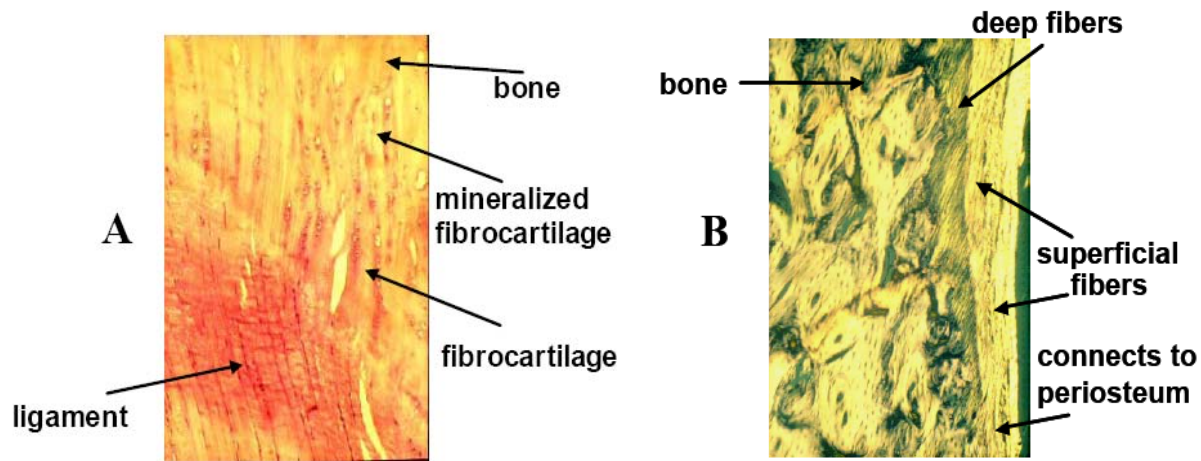 A
bone
mineralized
fibrocartilage
fibrocartilage
ligament
B
deep fibers
bone
superficial
fibers
connects to
periosteum